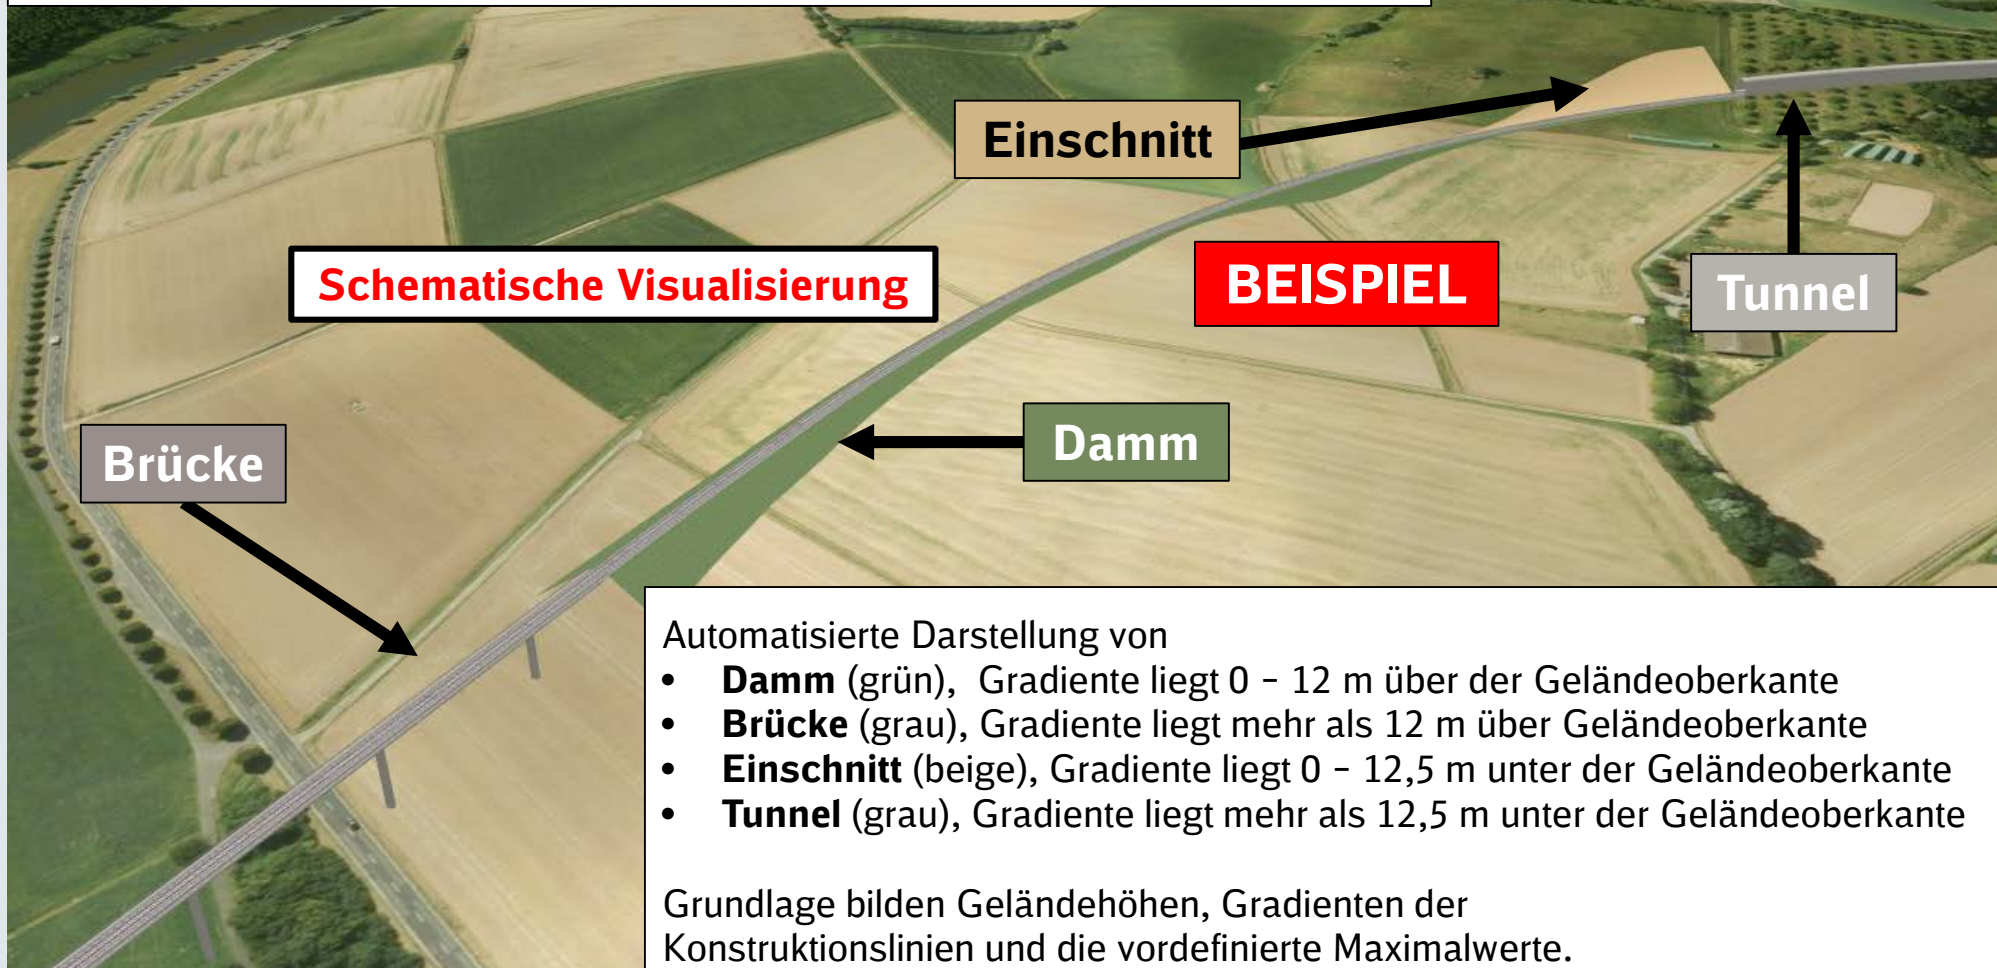 Einschnitt
Schematische Visualisierung
BEISPIEL
Tunnel
Brücke
Damm
Automatisierte Darstellung von
• Damm (grün), Gradiente liegt 0 – 12 m über der Geländeoberkante
• Brücke (grau), Gradiente liegt mehr als 12 m über Geländeoberkante
• Einschnitt (beige), Gradiente liegt 0 – 12,5 m unter der Geländeoberkante
• Tunnel (grau), Gradiente liegt mehr als 12,5 m unter der Geländeoberkante
Grundlage bilden Geländehöhen, Gradienten der
Konstruktionslinien und die vordefinierte Maximalwerte.